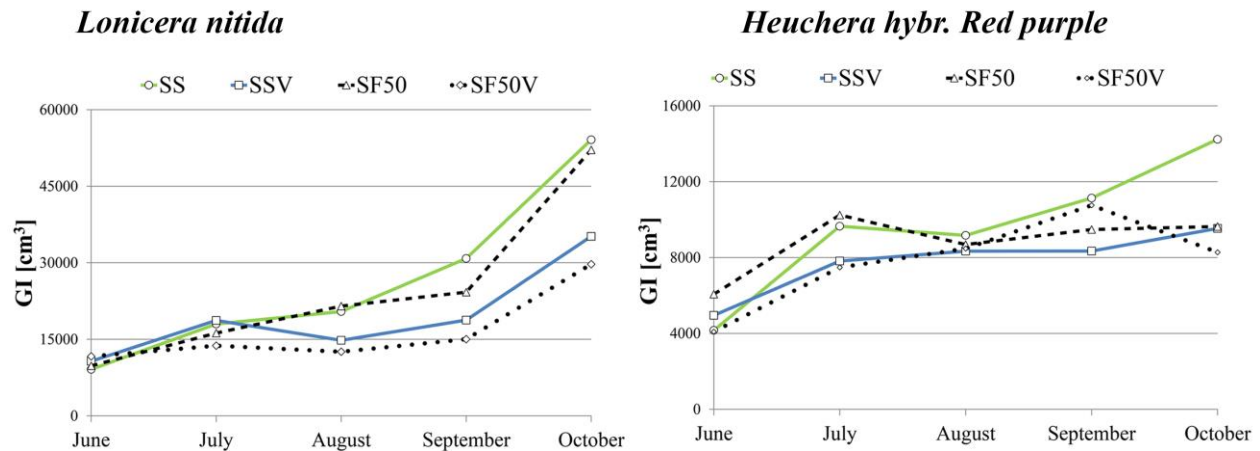 Lonicera nitida
SS SSV SF50 SF50V
60000
45000
30000
15000
0
GI [cm³]
June July August September October
Heuchera hybr. Red purple
SS SSV SF50 SF50V
16000
12000
8000
4000
0
GI [cm³]
June July August September October